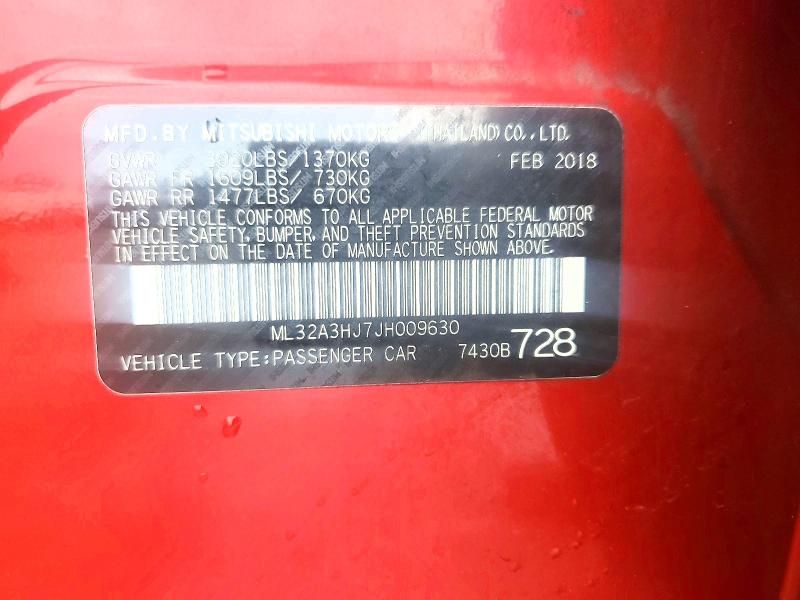 MFD. BY MITSUBISHI MOTORS (THAILAND) CO., LTD.
GVWR 3020LBS/1370KG FEB 2018
GAWR FR 1609LBS/ 730KG
GAWR RR 1477LBS/ 670KG
THIS VEHICLE CONFORMS TO ALL APPLICABLE FEDERAL MOTOR
VEHICLE SAFETY, BUMPER, AND THEFT PREVENTION STANDARDS
IN EFFECT ON THE DATE OF MANUFACTURE SHOWN ABOVE.
ML32A3HJ7JH009630
VEHICLE TYPE:PASSENGER CAR 7430B 728